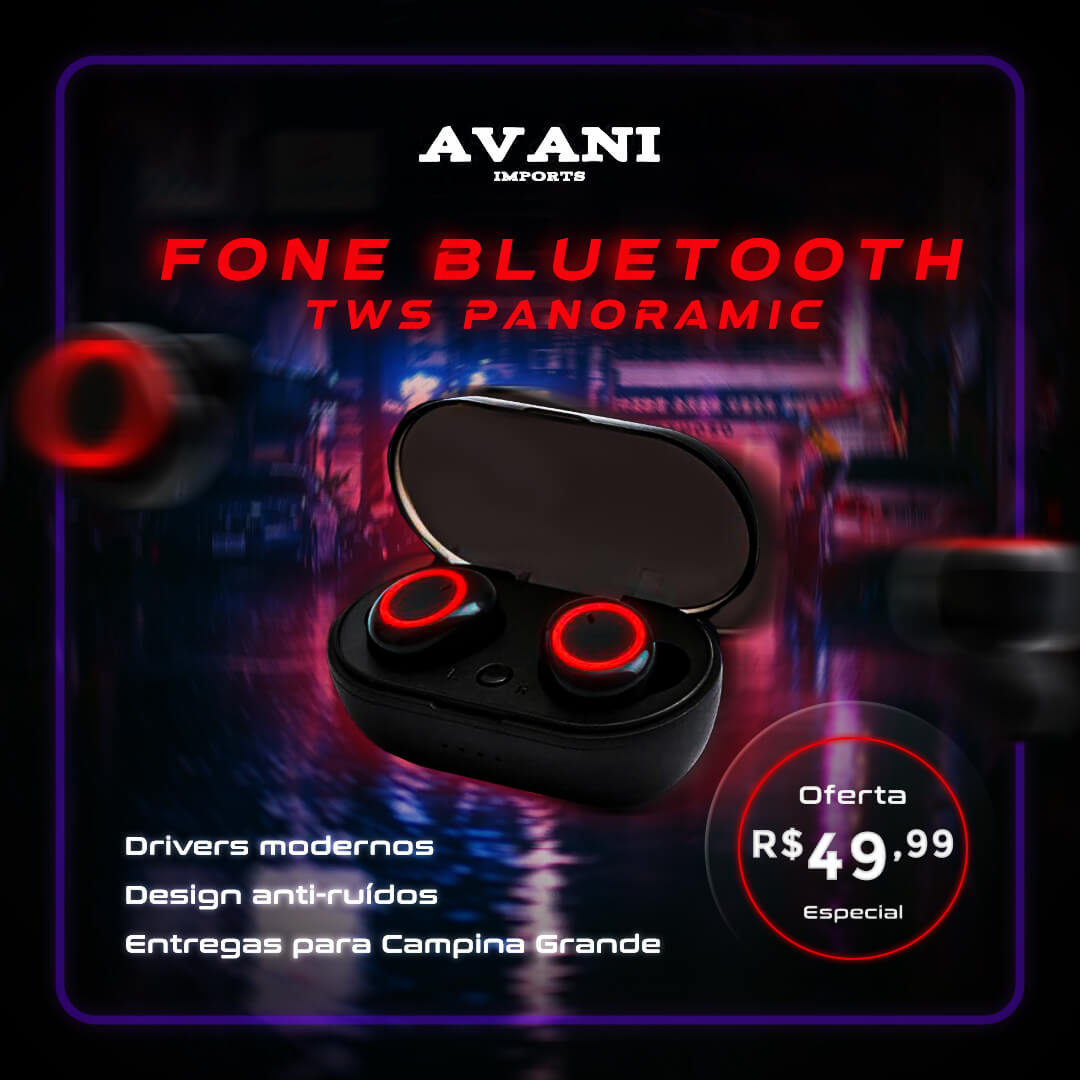 AVANI
IMPORTS
FONE BLUETOOTH
TWS PANORAMIC
L
R
Drivers modernos
Design anti-ruídos
Entregas para Campina Grande
Oferta
R$49,99
Especial